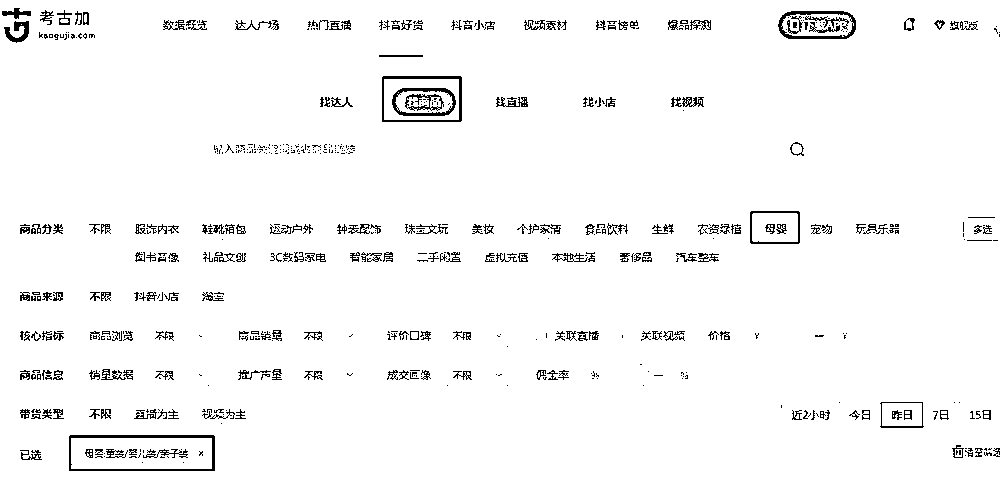 考古加
kaogujia.com
数据概览 达人广场 热门直播 抖音好货 抖音小店 视频素材 抖音榜单 爆品探测 旗舰版
找达人 找商品 找直播 找小店 找视频
商品分类 不限 服饰内衣 鞋靴箱包 运动户外 钟表配饰 珠宝文玩 美妆 个护家清 食品饮料 生鲜 农资绿植 母婴 宠物 玩具乐器 多选
图书音像 礼品文创 3C数码家电 智能家居 二手闲置 虚拟充值 本地生活 奢侈品 汽车整车
商品来源 不限 抖音小店 淘宝
核心指标 商品浏览 不限 商品销量 不限 评价口碑 不限 关联直播 关联视频 价格 ¥ — ¥
商品信息 销量数据 不限 推广声量 不限 成交画像 不限 佣金率 % — %
带货类型 不限 直播为主 视频为主 近2小时 今日 昨日 7日 15日
已选 母婴:童装/婴儿装/亲子装 × 清空筛选